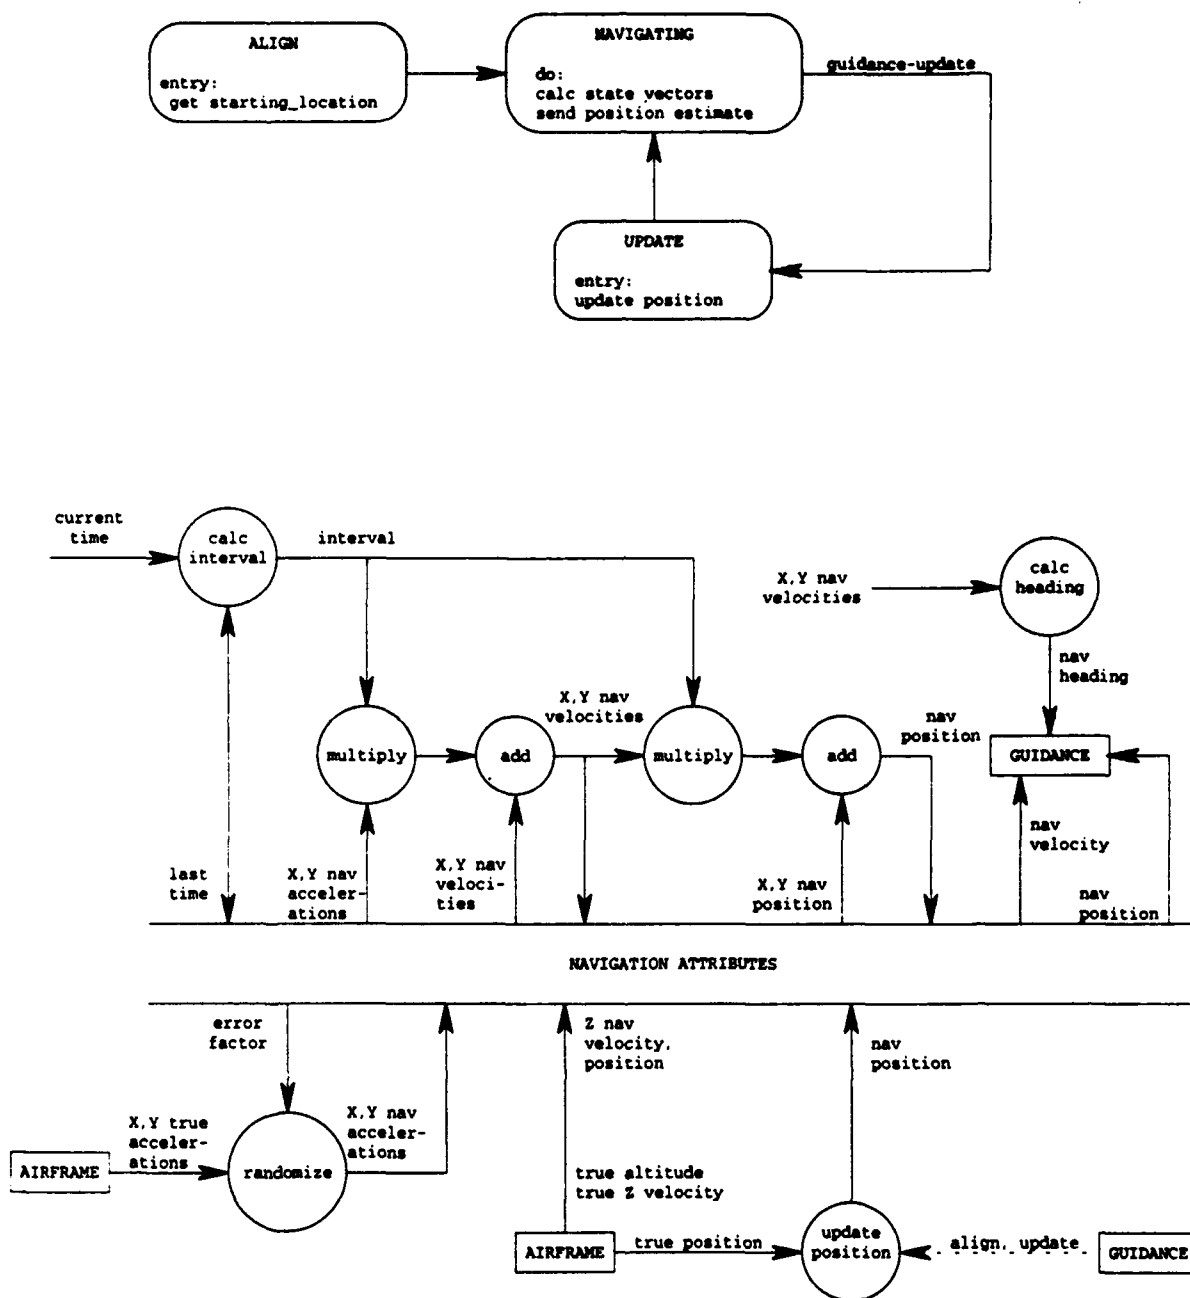 ALIGN
entry:
get starting_location
NAVIGATING
do:
calc state vectors
send position estimate
guidance-update
UPDATE
entry:
update position
current
time
calc
interval
interval
X,Y nav
velocities
calc
heading
nav
heading
multiply
add
X,Y nav
velocities
multiply
add
nav
position
GUIDANCE
last
time
X,Y nav
acceler-
ations
X,Y nav
veloci-
ties
X,Y nav
position
nav
velocity
nav
position
NAVIGATION ATTRIBUTES
error
factor
Z nav
velocity,
position
nav
position
X,Y true
acceler-
ations
AIRFRAME
randomize
X,Y nav
acceler-
ations
true altitude
true Z velocity
AIRFRAME
true position
update
position
align, update
GUIDANCE